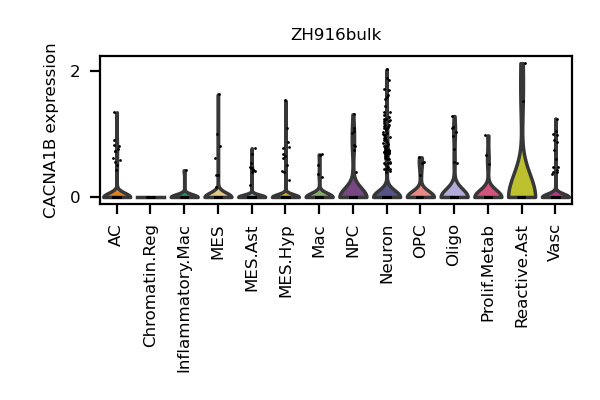 ZH916bulk
CACNA1B expression
2
0
AC
Chromatin.Reg
Inflammatory.Mac
MES
MES.Ast
MES.Hyp
Mac
NPC
Neuron
OPC
Oligo
Prolif.Metab
Reactive.Ast
Vasc